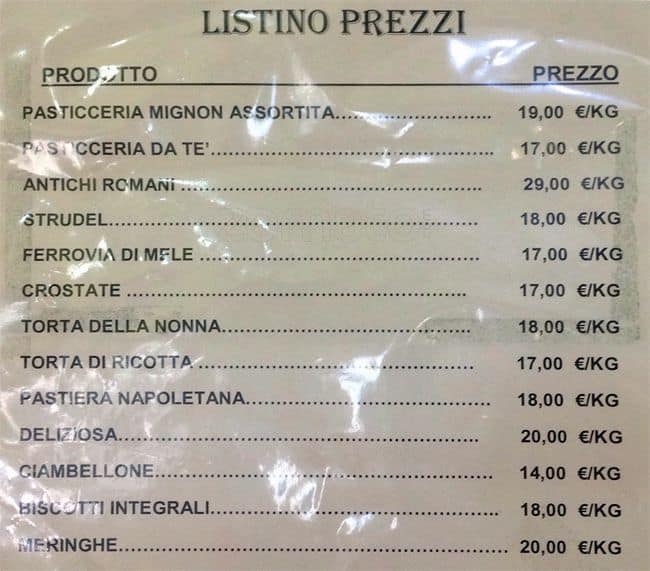 LISTINO PREZZI
PRODOTTO PREZZO
PASTICCERIA MIGNON ASSORTITA.......................... 19,00 €/KG
PASTICCERIA DA TE'............................................... 17,00 €/KG
ANTICHI ROMANI .................................................. 29,00 €/KG
STRUDEL.............................................................. 18,00 €/KG
FERROVIA DI MELE ............................................... 17,00 €/KG
CROSTATE ......................................................... 17,00 €/KG
TORTA DELLA NONNA.......................................... 18,00 €/KG
TORTA DI RICOTTA .............................................. 17,00 €/KG
PASTIERA NAPOLETANA......................................... 18,00 €/KG
DELIZIOSA............................................................ 20,00 €/KG
CIAMBELLONE......................................................... 14,00 €/KG
BISCOTTI INTEGRALI................................................ 18,00 €/KG
MERINGHE................................................................. 20,00 €/KG